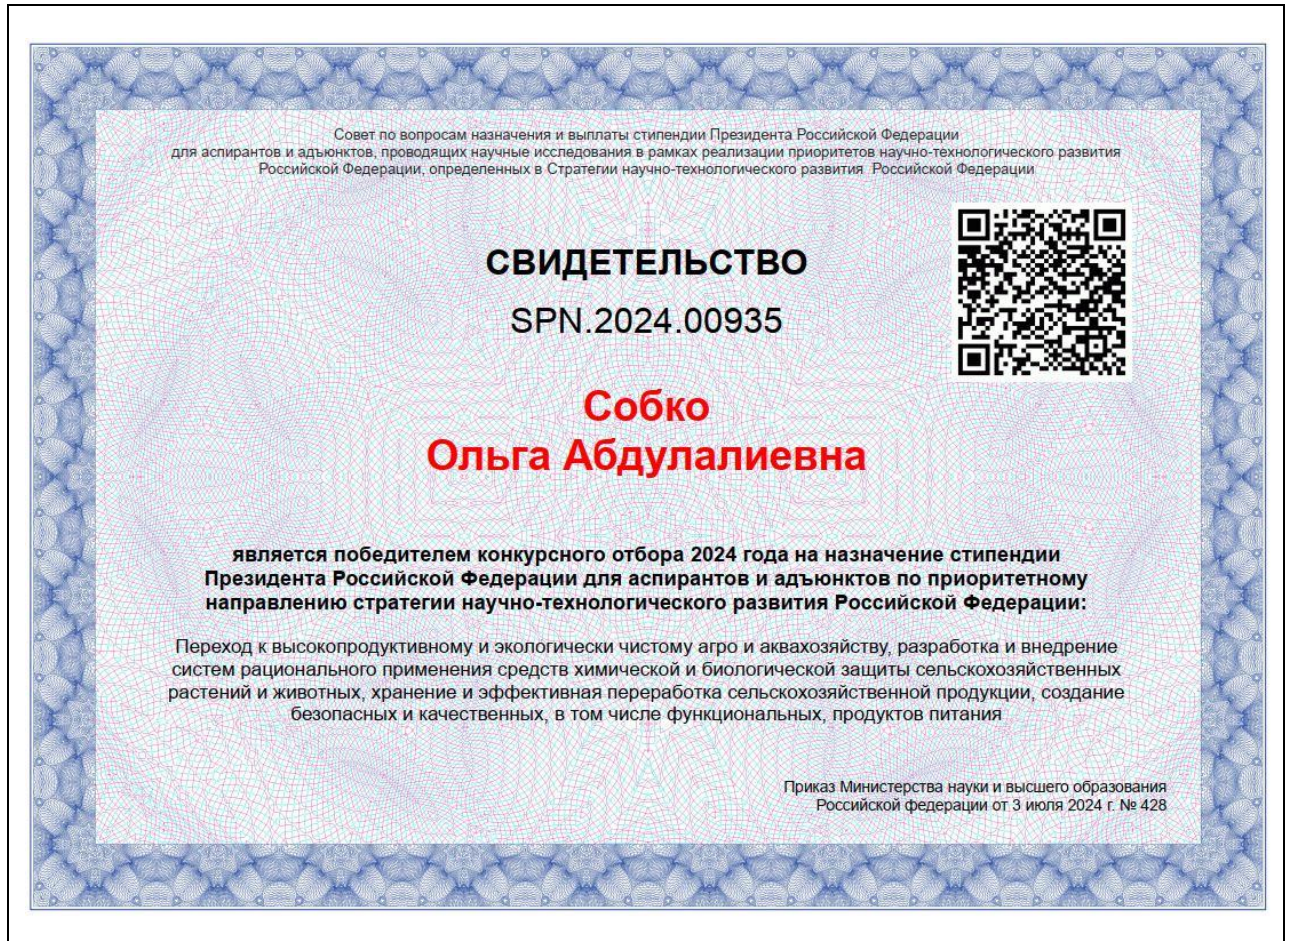 Совет по вопросам назначения и выплаты стипендии Президента Российской Федерации
для аспирантов и адъюнктов, проводящих научные исследования в рамках реализации приоритетов научно-технологического развития
Российской Федерации, определенных в Стратегии научно-технологического развития Российской Федерации
СВИДЕТЕЛЬСТВО
SPN.2024.00935
Собко
Ольга Абдулалиевна
является победителем конкурсного отбора 2024 года на назначение стипендии
Президента Российской Федерации для аспирантов и адъюнктов по приоритетному
направлению стратегии научно-технологического развития Российской Федерации:
Переход к высокопродуктивному и экологически чистому агро и аквахозяйству, разработка и внедрение
систем рационального применения средств химической и биологической защиты сельскохозяйственных
растений и животных, хранение и эффективная переработка сельскохозяйственной продукции, создание
безопасных и качественных, в том числе функциональных, продуктов питания
Приказ Министерства науки и высшего образования
Российской федерации от 3 июля 2024 г. № 428